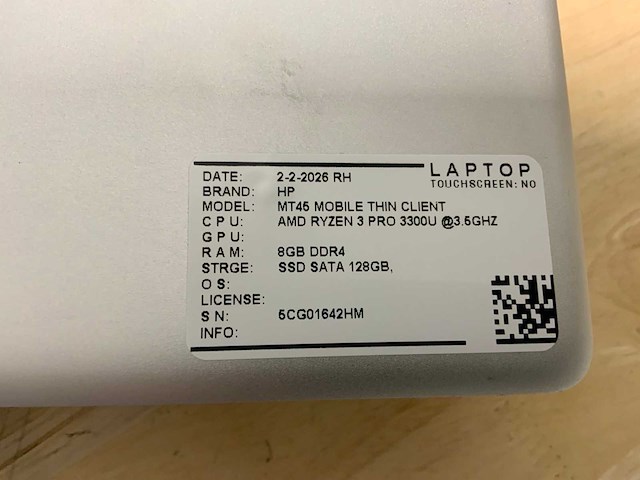 LAPTOP
TOUCHSCREEN: NO
DATE: 2-2-2026 RH
BRAND: HP
MODEL: MT45 MOBILE THIN CLIENT
CPU: AMD RYZEN 3 PRO 3300U @3.5GHZ
GPU:
RAM: 8GB DDR4
STRGE: SSD SATA 128GB,
OS:
LICENSE:
SN: 5CG01642HM
INFO: